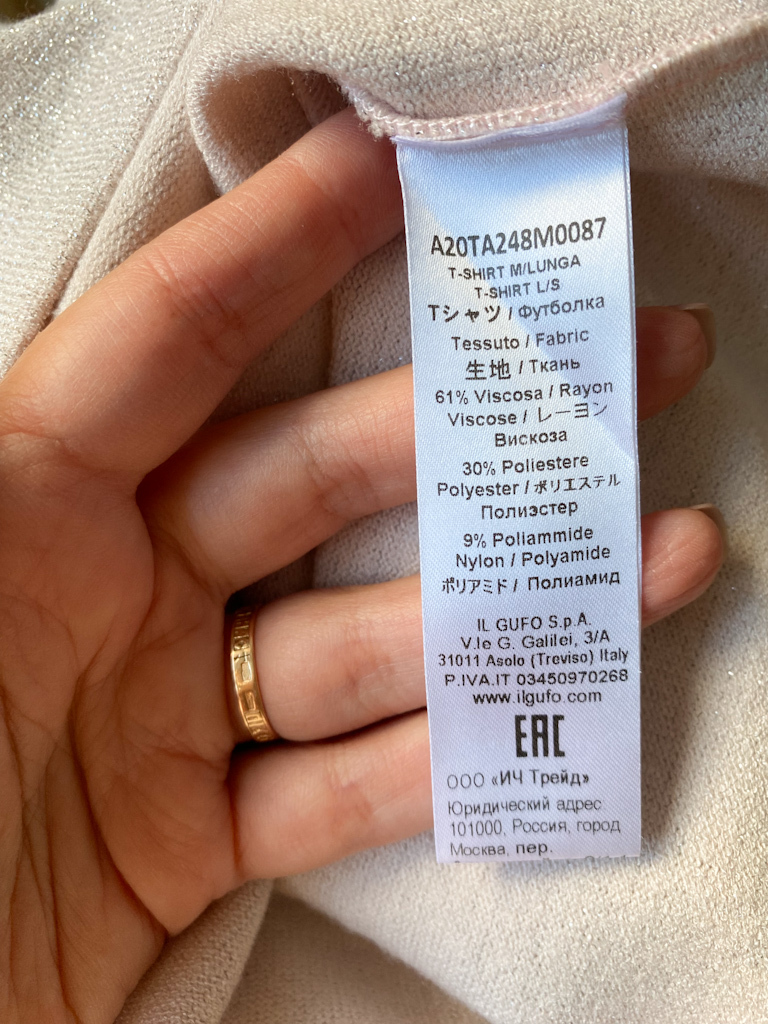 A20TA248M0087
T-SHIRT M/LUNGA
T-SHIRT L/S
Tシャツ / Футболка
Tessuto / Fabric
生地 / Ткань
61% Viscosa / Rayon
Viscose / レーヨン
Вискоза
30% Poliestere
Polyester / ポリエステル
Полиэстер
9% Poliammide
Nylon / Polyamide
ポリアミド / Полиамид
IL GUFO S.p.A.
V.le G. Galilei, 3/A
31011 Asolo (Treviso) Italy
P.IVA.IT 03450970268
www.ilgufo.com
EAC
ООО «ИЧ Трейд»
Юридический адрес
101000, Россия, город
Москва, пер.